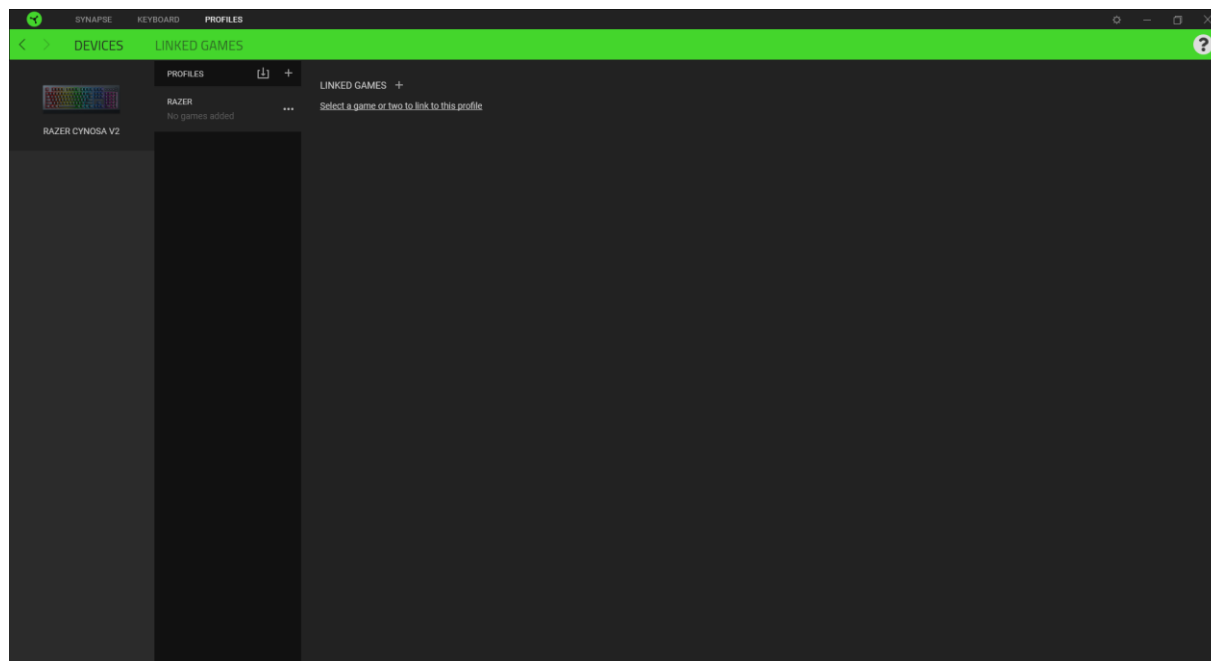 SYNAPSE KEYBOARD PROFILES
DEVICES LINKED GAMES
?
RAZER CYNOSA V2
PROFILES +
RAZER ...
No games added
LINKED GAMES +
Select a game or two to link to this profile